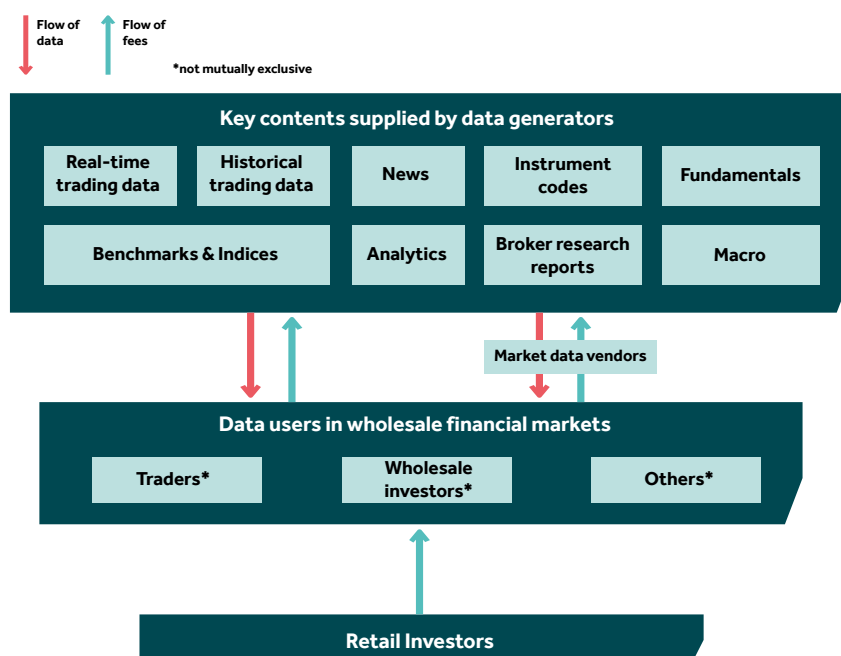 Flow of
data
Flow of
fees
*not mutually exclusive
Key contents supplied by data generators
Real-time
trading data
Historical
trading data
News
Instrument
codes
Fundamentals
Benchmarks & Indices
Analytics
Broker research
reports
Macro
Market data vendors
Data users in wholesale financial markets
Traders*
Wholesale
investors*
Others*
Retail Investors